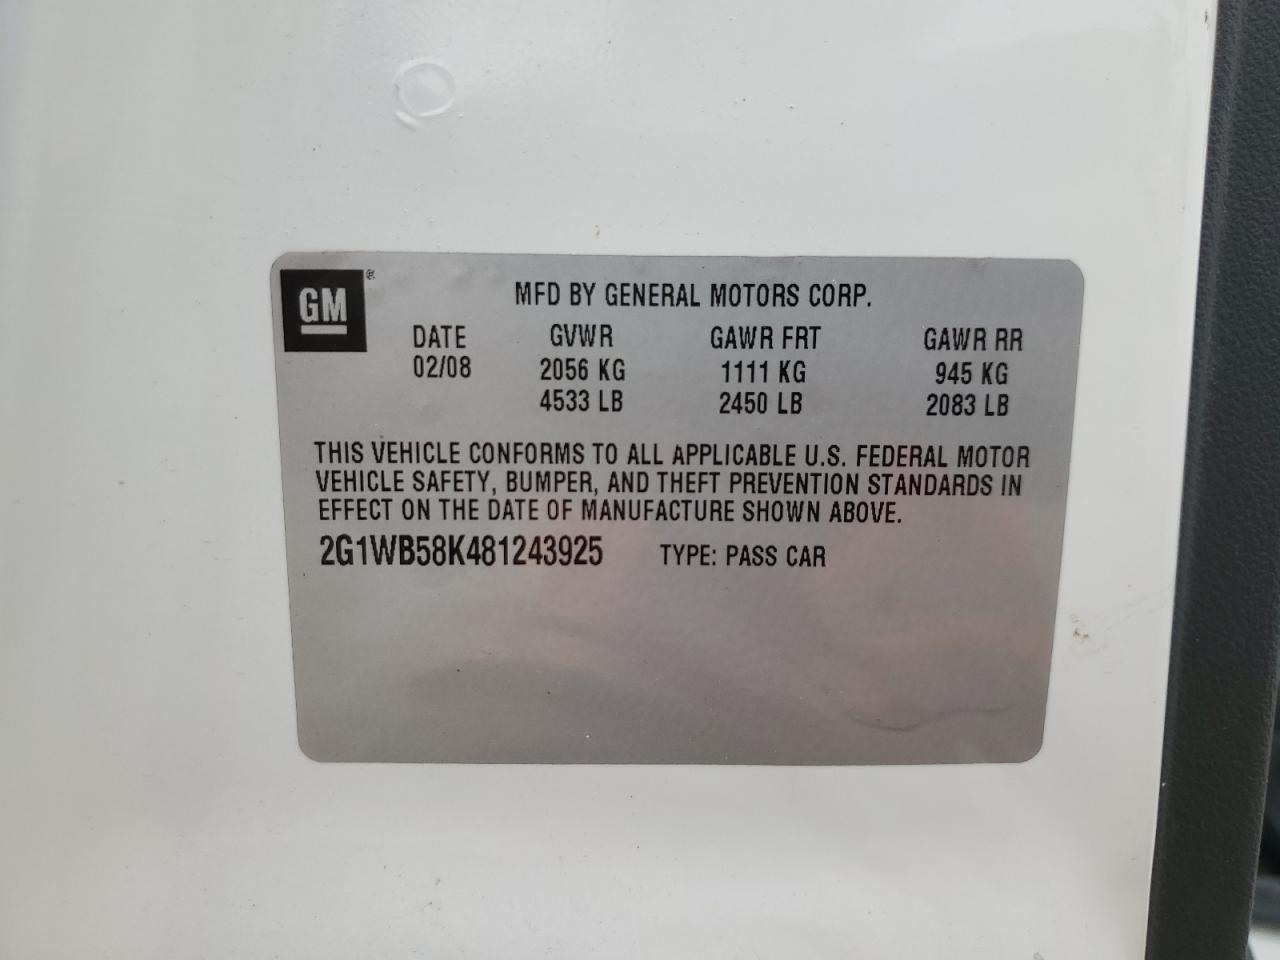 GM ®
MFD BY GENERAL MOTORS CORP.
DATE GVWR GAWR FRT GAWR RR
02/08 2056 KG 1111 KG 945 KG
4533 LB 2450 LB 2083 LB
THIS VEHICLE CONFORMS TO ALL APPLICABLE U.S. FEDERAL MOTOR
VEHICLE SAFETY, BUMPER, AND THEFT PREVENTION STANDARDS IN
EFFECT ON THE DATE OF MANUFACTURE SHOWN ABOVE.
2G1WB58K481243925 TYPE: PASS CAR